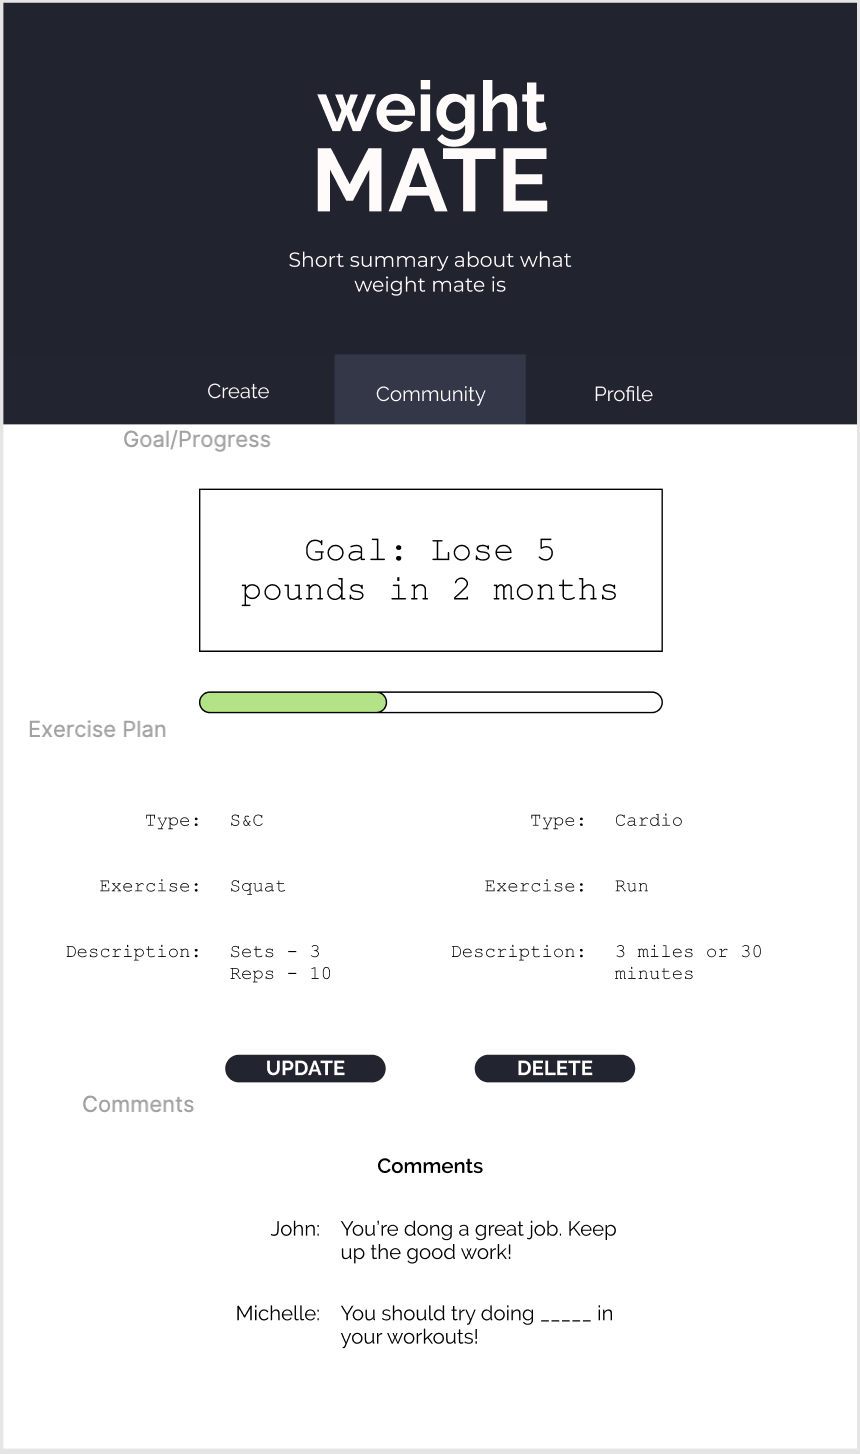 weight
MATE
Short summary about what
weight mate is
Create
Community
Profile
Goal/Progress
Goal: Lose 5
pounds in 2 months
Exercise Plan
Type: S&C
Type: Cardio
Exercise: Squat
Exercise: Run
Description: Sets - 3
Reps - 10
Description: 3 miles or 30
minutes
UPDATE
DELETE
Comments
Comments
John: You're dong a great job. Keep
up the good work!
Michelle: You should try doing _____ in
your workouts!